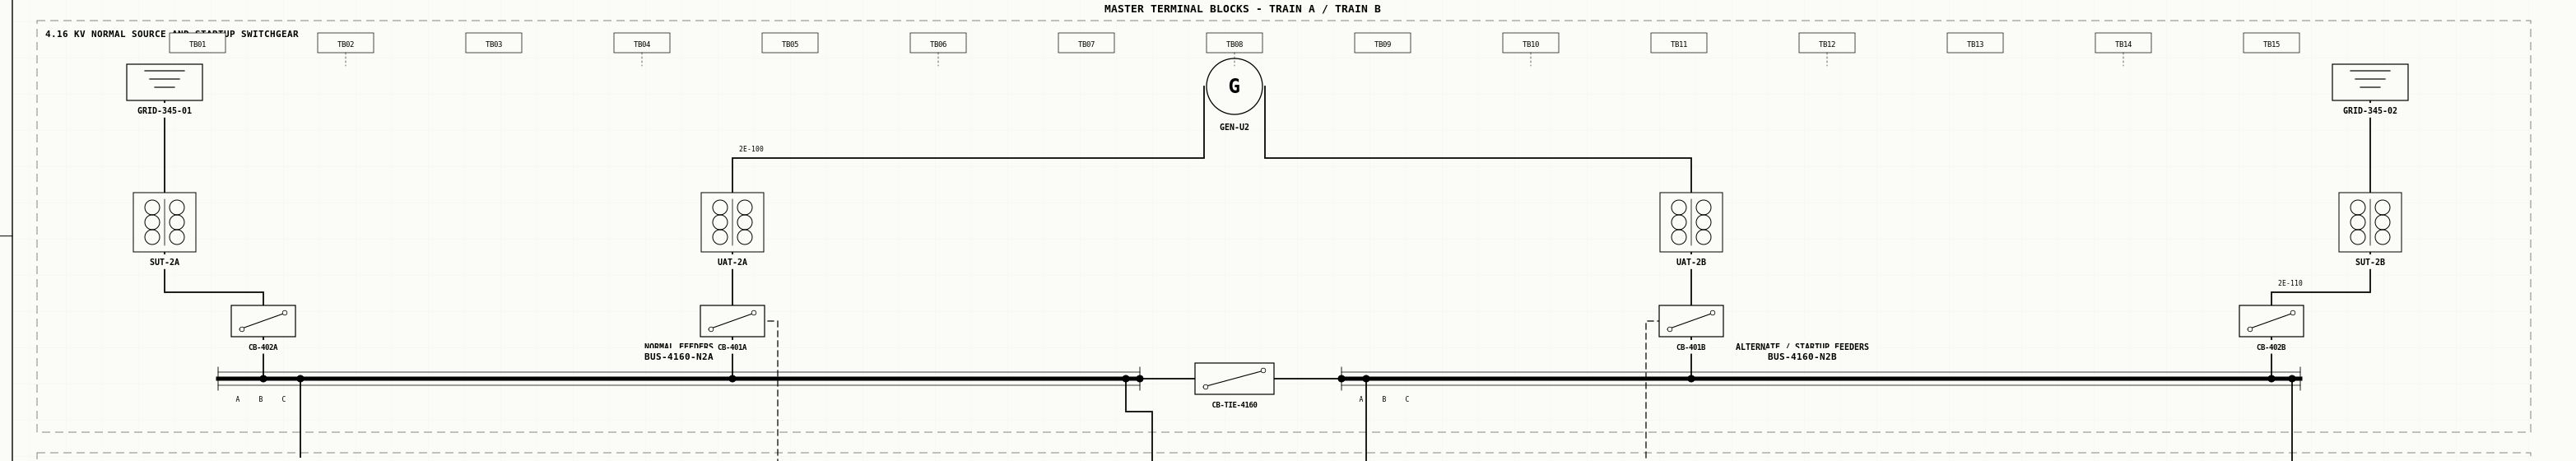 MASTER TERMINAL BLOCKS - TRAIN A / TRAIN B
4.16 KV NORMAL SOURCE AND STARTUP SWITCHGEAR
TB01 TB02 TB03 TB04 TB05 TB06 TB07 TB08 TB09 TB10 TB11 TB12 TB13 TB14 TB15
G
GRID-345-01 GRID-345-02
GEN-U2
2E-100
SUT-2A UAT-2A UAT-2B SUT-2B
2E-110
CB-402A NORMAL FEEDERS CB-401A CB-401B ALTERNATE / STARTUP FEEDERS CB-402B
BUS-4160-N2A BUS-4160-N2B
A B C A B C
CB-TIE-4160